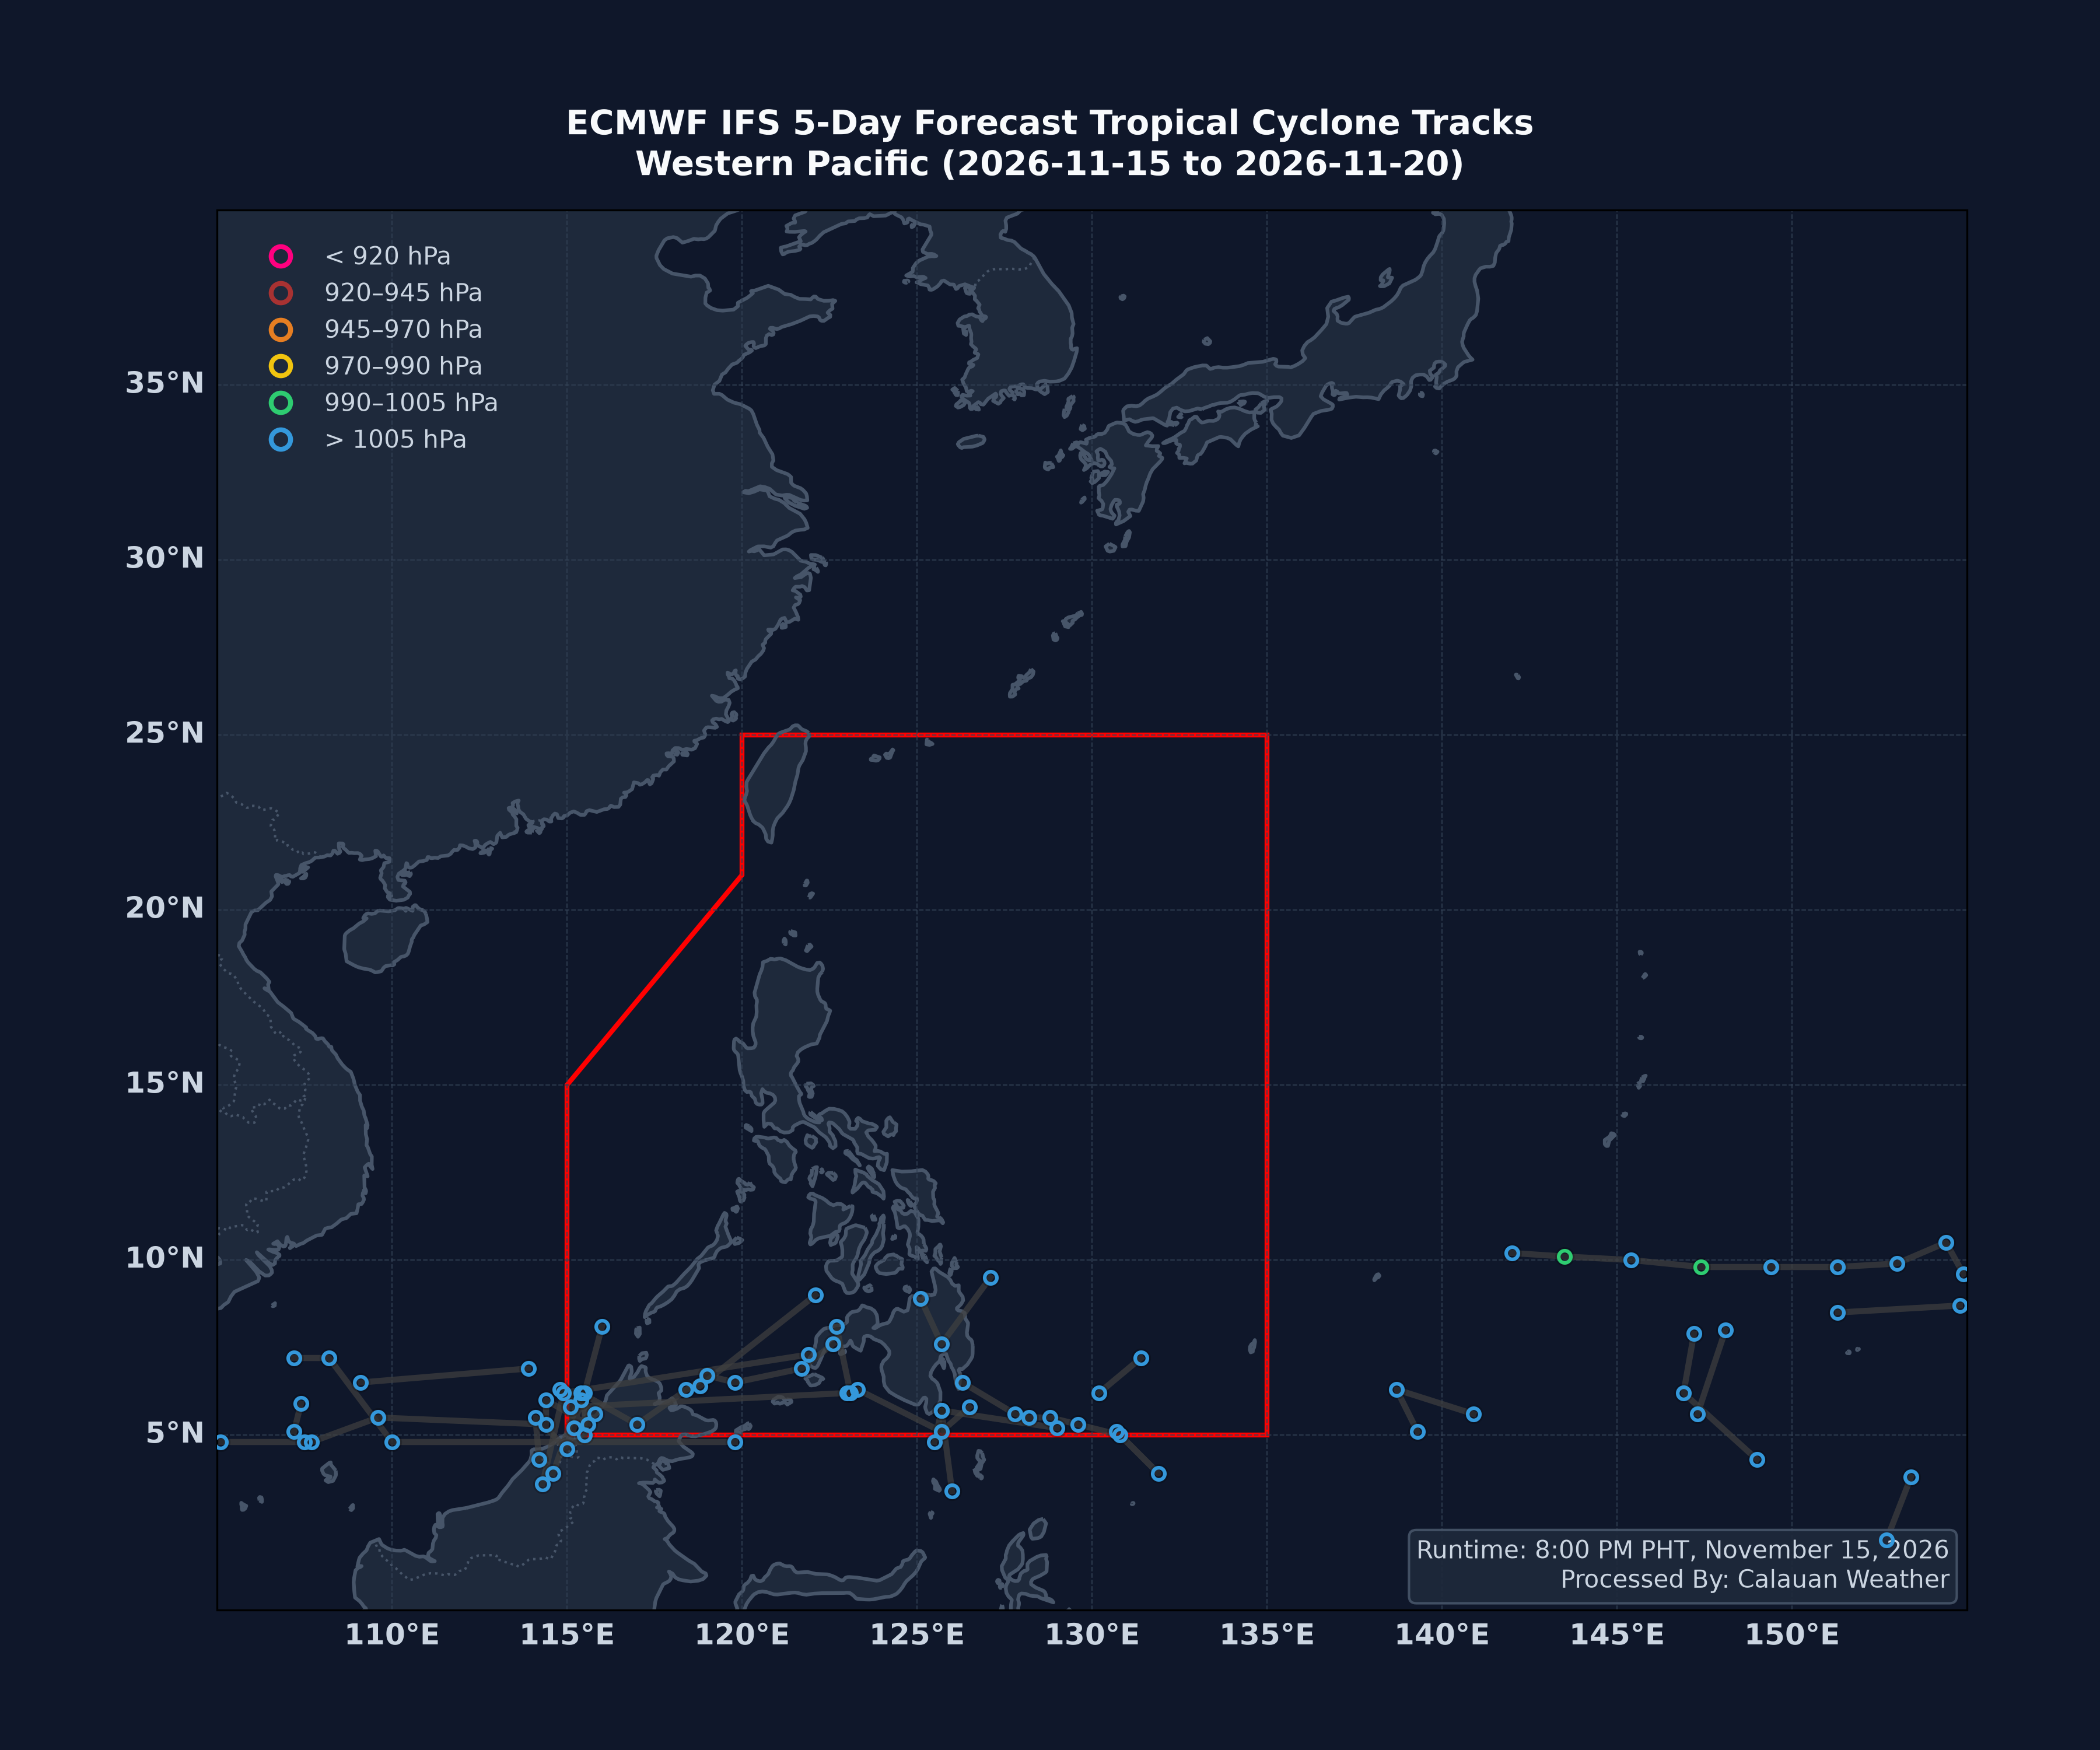 ECMWF IFS 5-Day Forecast Tropical Cyclone Tracks
Western Pacific (2026-11-15 to 2026-11-20)
< 920 hPa
920–945 hPa
945–970 hPa
970–990 hPa
990–1005 hPa
> 1005 hPa
35°N
30°N
25°N
20°N
15°N
10°N
5°N
Runtime: 8:00 PM PHT, November 15, 2026
Processed By: Calauan Weather
110°E 115°E 120°E 125°E 130°E 135°E 140°E 145°E 150°E